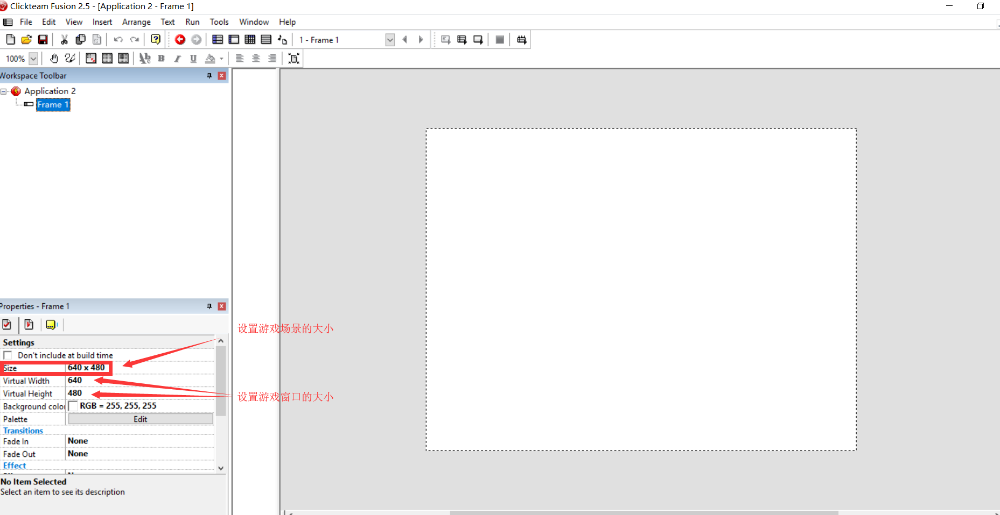 Clickteam Fusion 2.5 - [Application 2 - Frame 1]
File Edit View Insert Arrange Text Run Tools Window Help
1 - Frame 1
100%
Workspace Toolbar
Application 2
Frame 1
Properties - Frame 1
设置游戏场景的大小
Settings
Don't include at build time
Size 640 x 480
Virtual Width 640
Virtual Height 480
设置游戏窗口的大小
Background color RGB = 255, 255, 255
Palette Edit
Transitions
Fade In None
Fade Out None
Effect
No Item Selected
Select an item to see its description